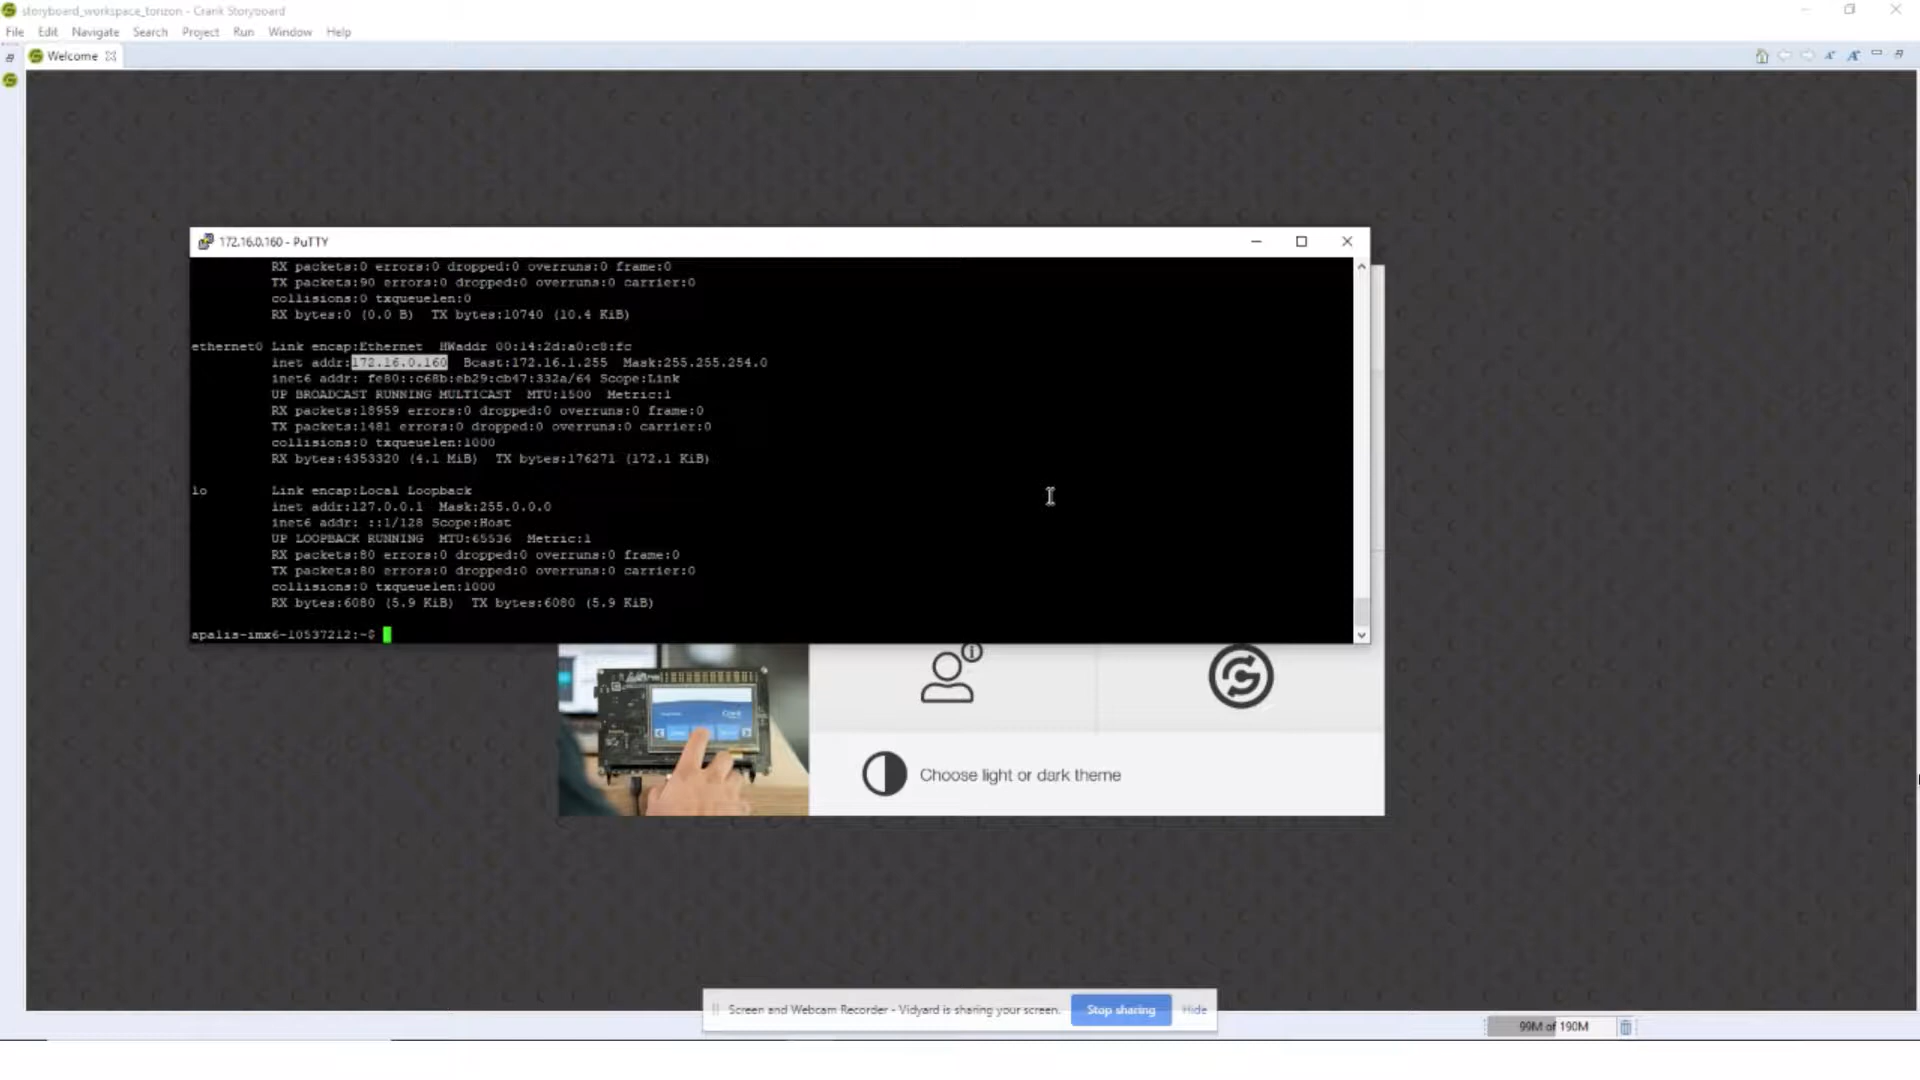 storyboard_workspace_torizon - Crank Storyboard
File Edit Navigate Search Project Run Window Help
Welcome
172.16.0.160 - PuTTY
RX packets:0 errors:0 dropped:0 overruns:0 frame:0
TX packets:90 errors:0 dropped:0 overruns:0 carrier:0
collisions:0 txqueuelen:0
RX bytes:0 (0.0 B) TX bytes:10740 (10.4 KiB)
ethernet0 Link encap:Ethernet HWaddr 00:14:2d:a0:c8:fc
inet addr:172.16.0.160 Bcast:172.16.1.255 Mask:255.255.254.0
inet6 addr: fe80::c68b:eb29:cb47:332a/64 Scope:Link
UP BROADCAST RUNNING MULTICAST MTU:1500 Metric:1
RX packets:18959 errors:0 dropped:0 overruns:0 frame:0
TX packets:1481 errors:0 dropped:0 overruns:0 carrier:0
collisions:0 txqueuelen:1000
RX bytes:4353320 (4.1 MiB) TX bytes:176271 (172.1 KiB)
lo Link encap:Local Loopback
inet addr:127.0.0.1 Mask:255.0.0.0
inet6 addr: ::1/128 Scope:Host
UP LOOPBACK RUNNING MTU:65536 Metric:1
RX packets:80 errors:0 dropped:0 overruns:0 frame:0
TX packets:80 errors:0 dropped:0 overruns:0 carrier:0
collisions:0 txqueuelen:1000
RX bytes:6080 (5.9 KiB) TX bytes:6080 (5.9 KiB)
apalis-imx6-10537212:~$
Choose light or dark theme
Screen and Webcam Recorder - Vidyard is sharing your screen. Stop sharing Hide
99M of 190M